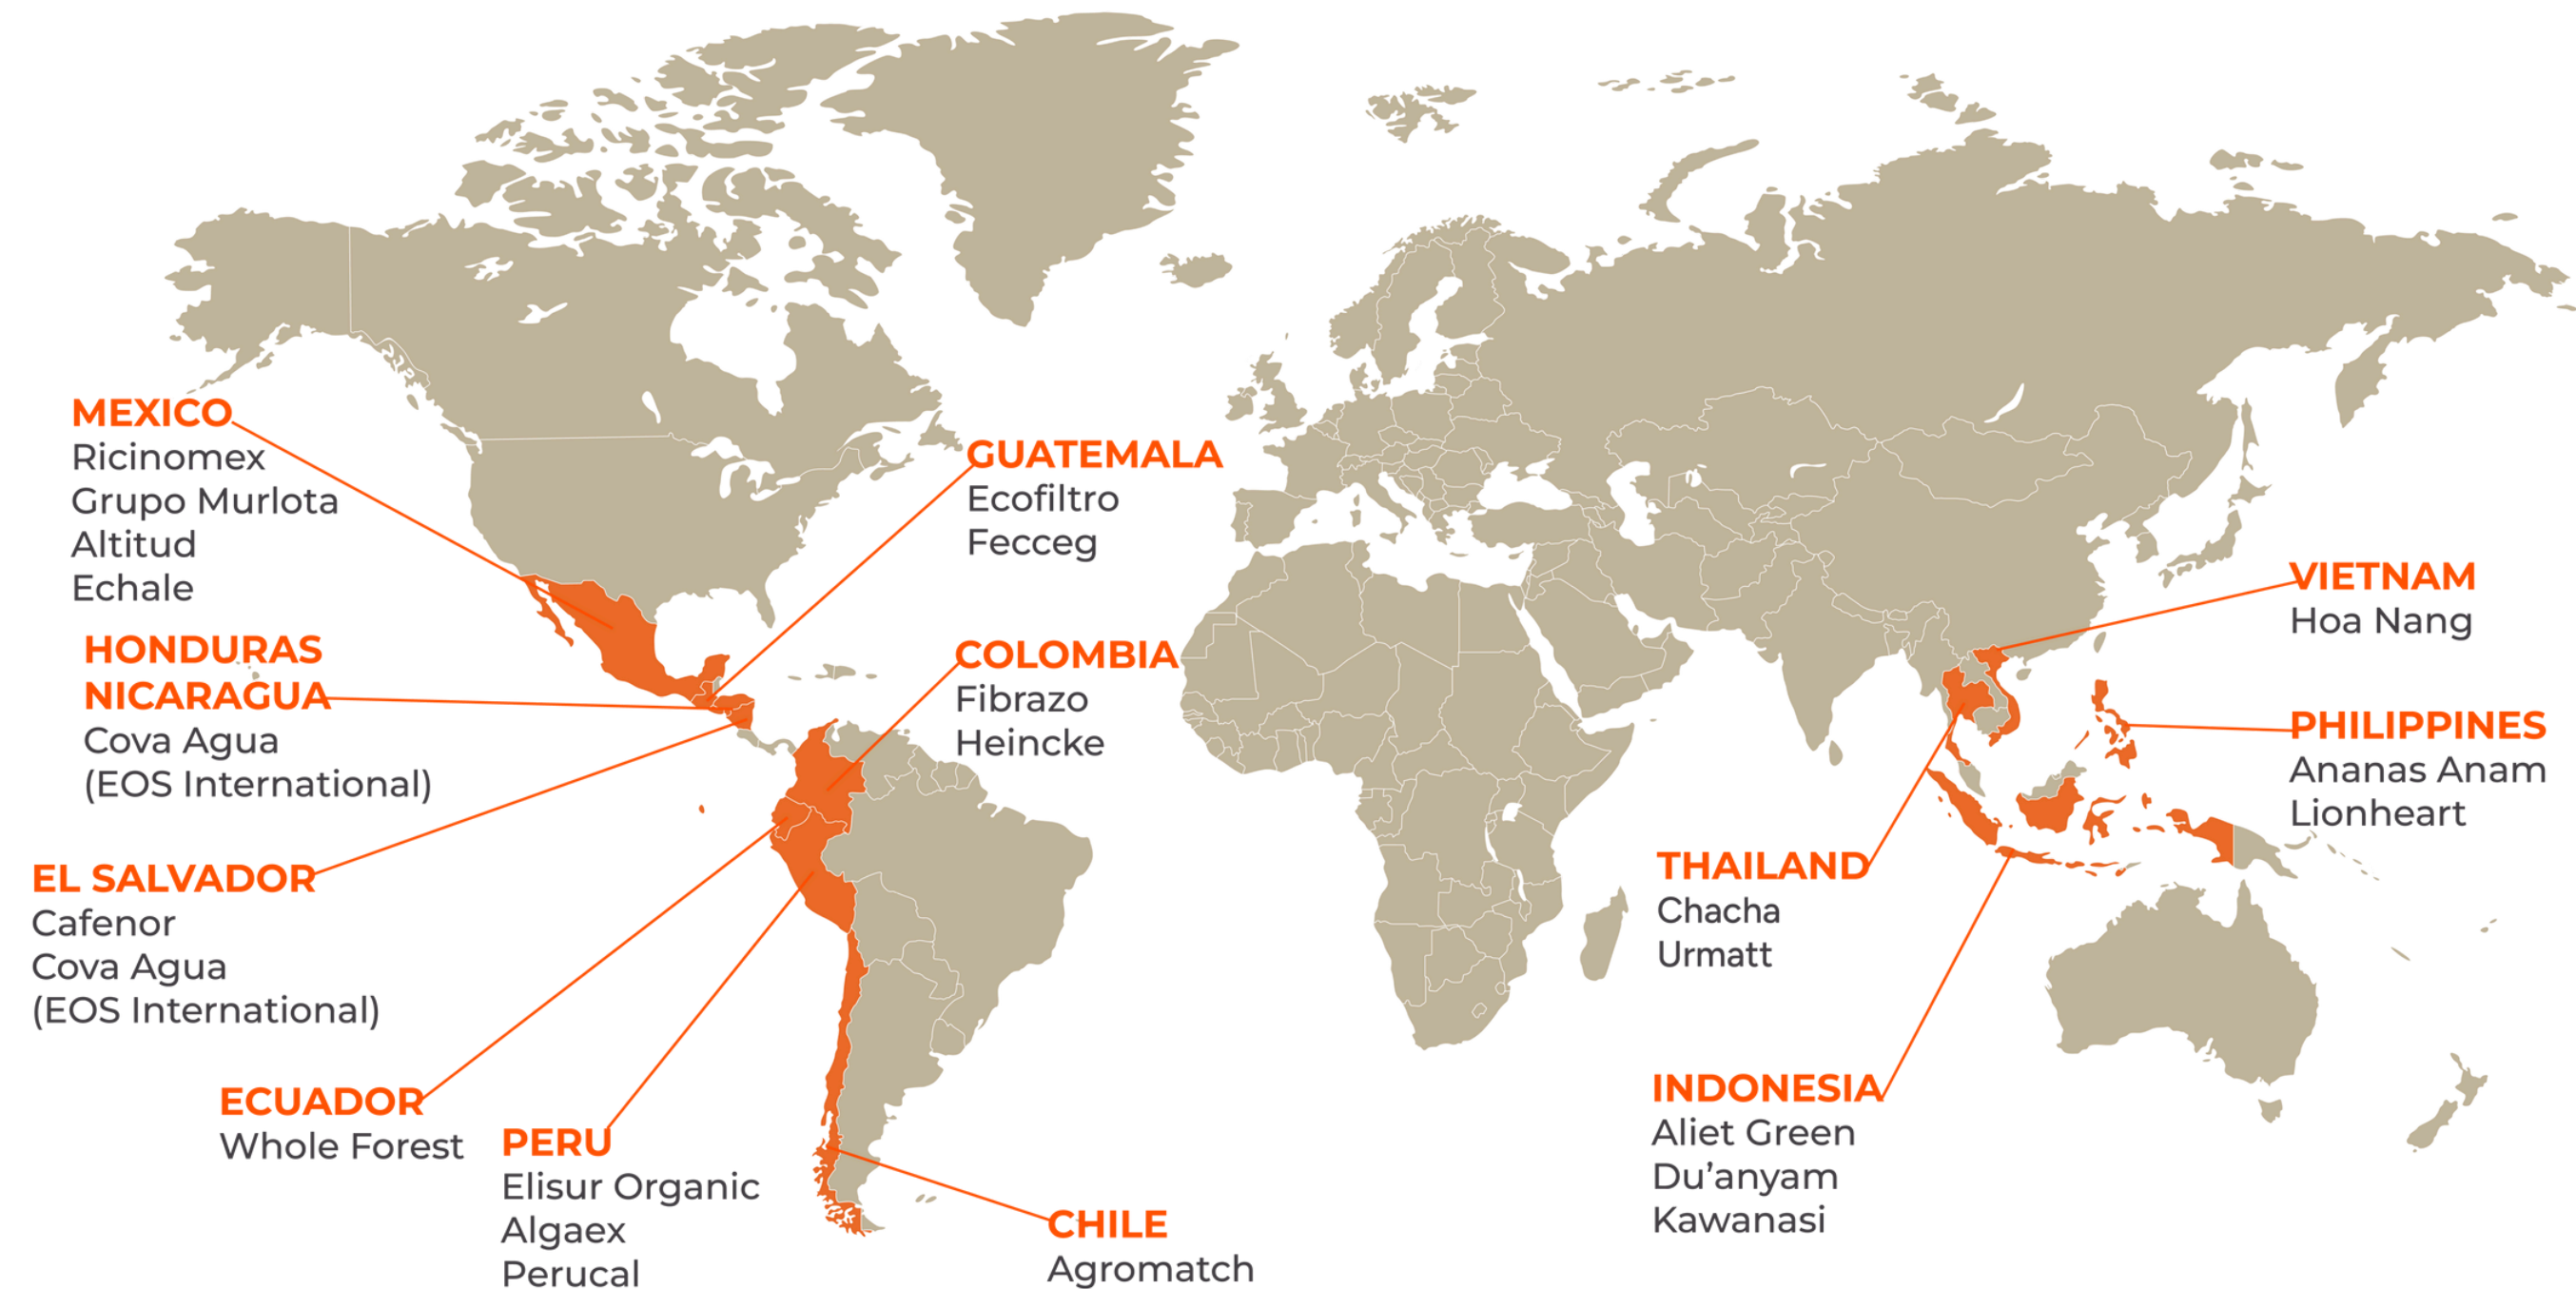 MEXICO
Ricinomex
Grupo Murlota
Altitud
Echale
HONDURAS
NICARAGUA
Cova Agua
(EOS International)
EL SALVADOR
Cafenor
Cova Agua
(EOS International)
ECUADOR
Whole Forest
PERU
Elisur Organic
Algaex
Perucal
GUATEMALA
Ecofiltro
Fecceg
COLOMBIA
Fibrazo
Heincke
CHILE
Agromatch
VIETNAM
Hoa Nang
PHILIPPINES
Ananas Anam
Lionheart
THAILAND
Chacha
Urmatt
INDONESIA
Aliet Green
Du’anyam
Kawanasi